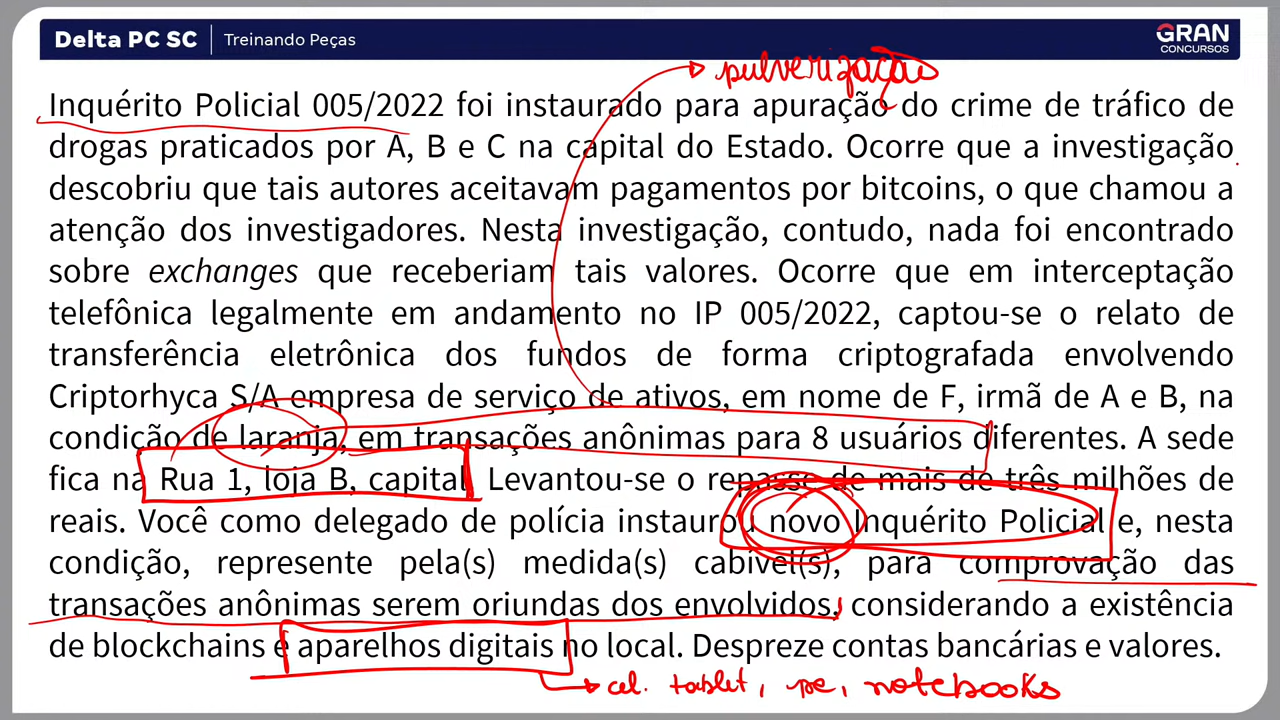 Delta PC SC | Treinando Peças
GRAN
CONCURSOS
pulverização
Inquérito Policial 005/2022 foi instaurado para apuração do crime de tráfico de
drogas praticados por A, B e C na capital do Estado. Ocorre que a investigação
descobriu que tais autores aceitavam pagamentos por bitcoins, o que chamou a
atenção dos investigadores. Nesta investigação, contudo, nada foi encontrado
sobre exchanges que receberiam tais valores. Ocorre que em interceptação
telefônica legalmente em andamento no IP 005/2022, captou-se o relato de
transferência eletrônica dos fundos de forma criptografada envolvendo
Criptorhyca S/A empresa de serviço de ativos, em nome de F, irmã de A e B, na
condição de laranja, em transações anônimas para 8 usuários diferentes. A sede
fica na Rua 1, loja B, capital. Levantou-se o repasse de mais de três milhões de
reais. Você como delegado de polícia instaurou novo Inquérito Policial e, nesta
condição, represente pela(s) medida(s) cabível(s), para comprovação das
transações anônimas serem oriundas dos envolvidos, considerando a existência
de blockchains e aparelhos digitais no local. Despreze contas bancárias e valores.
cel. tablet, pc, notebooks